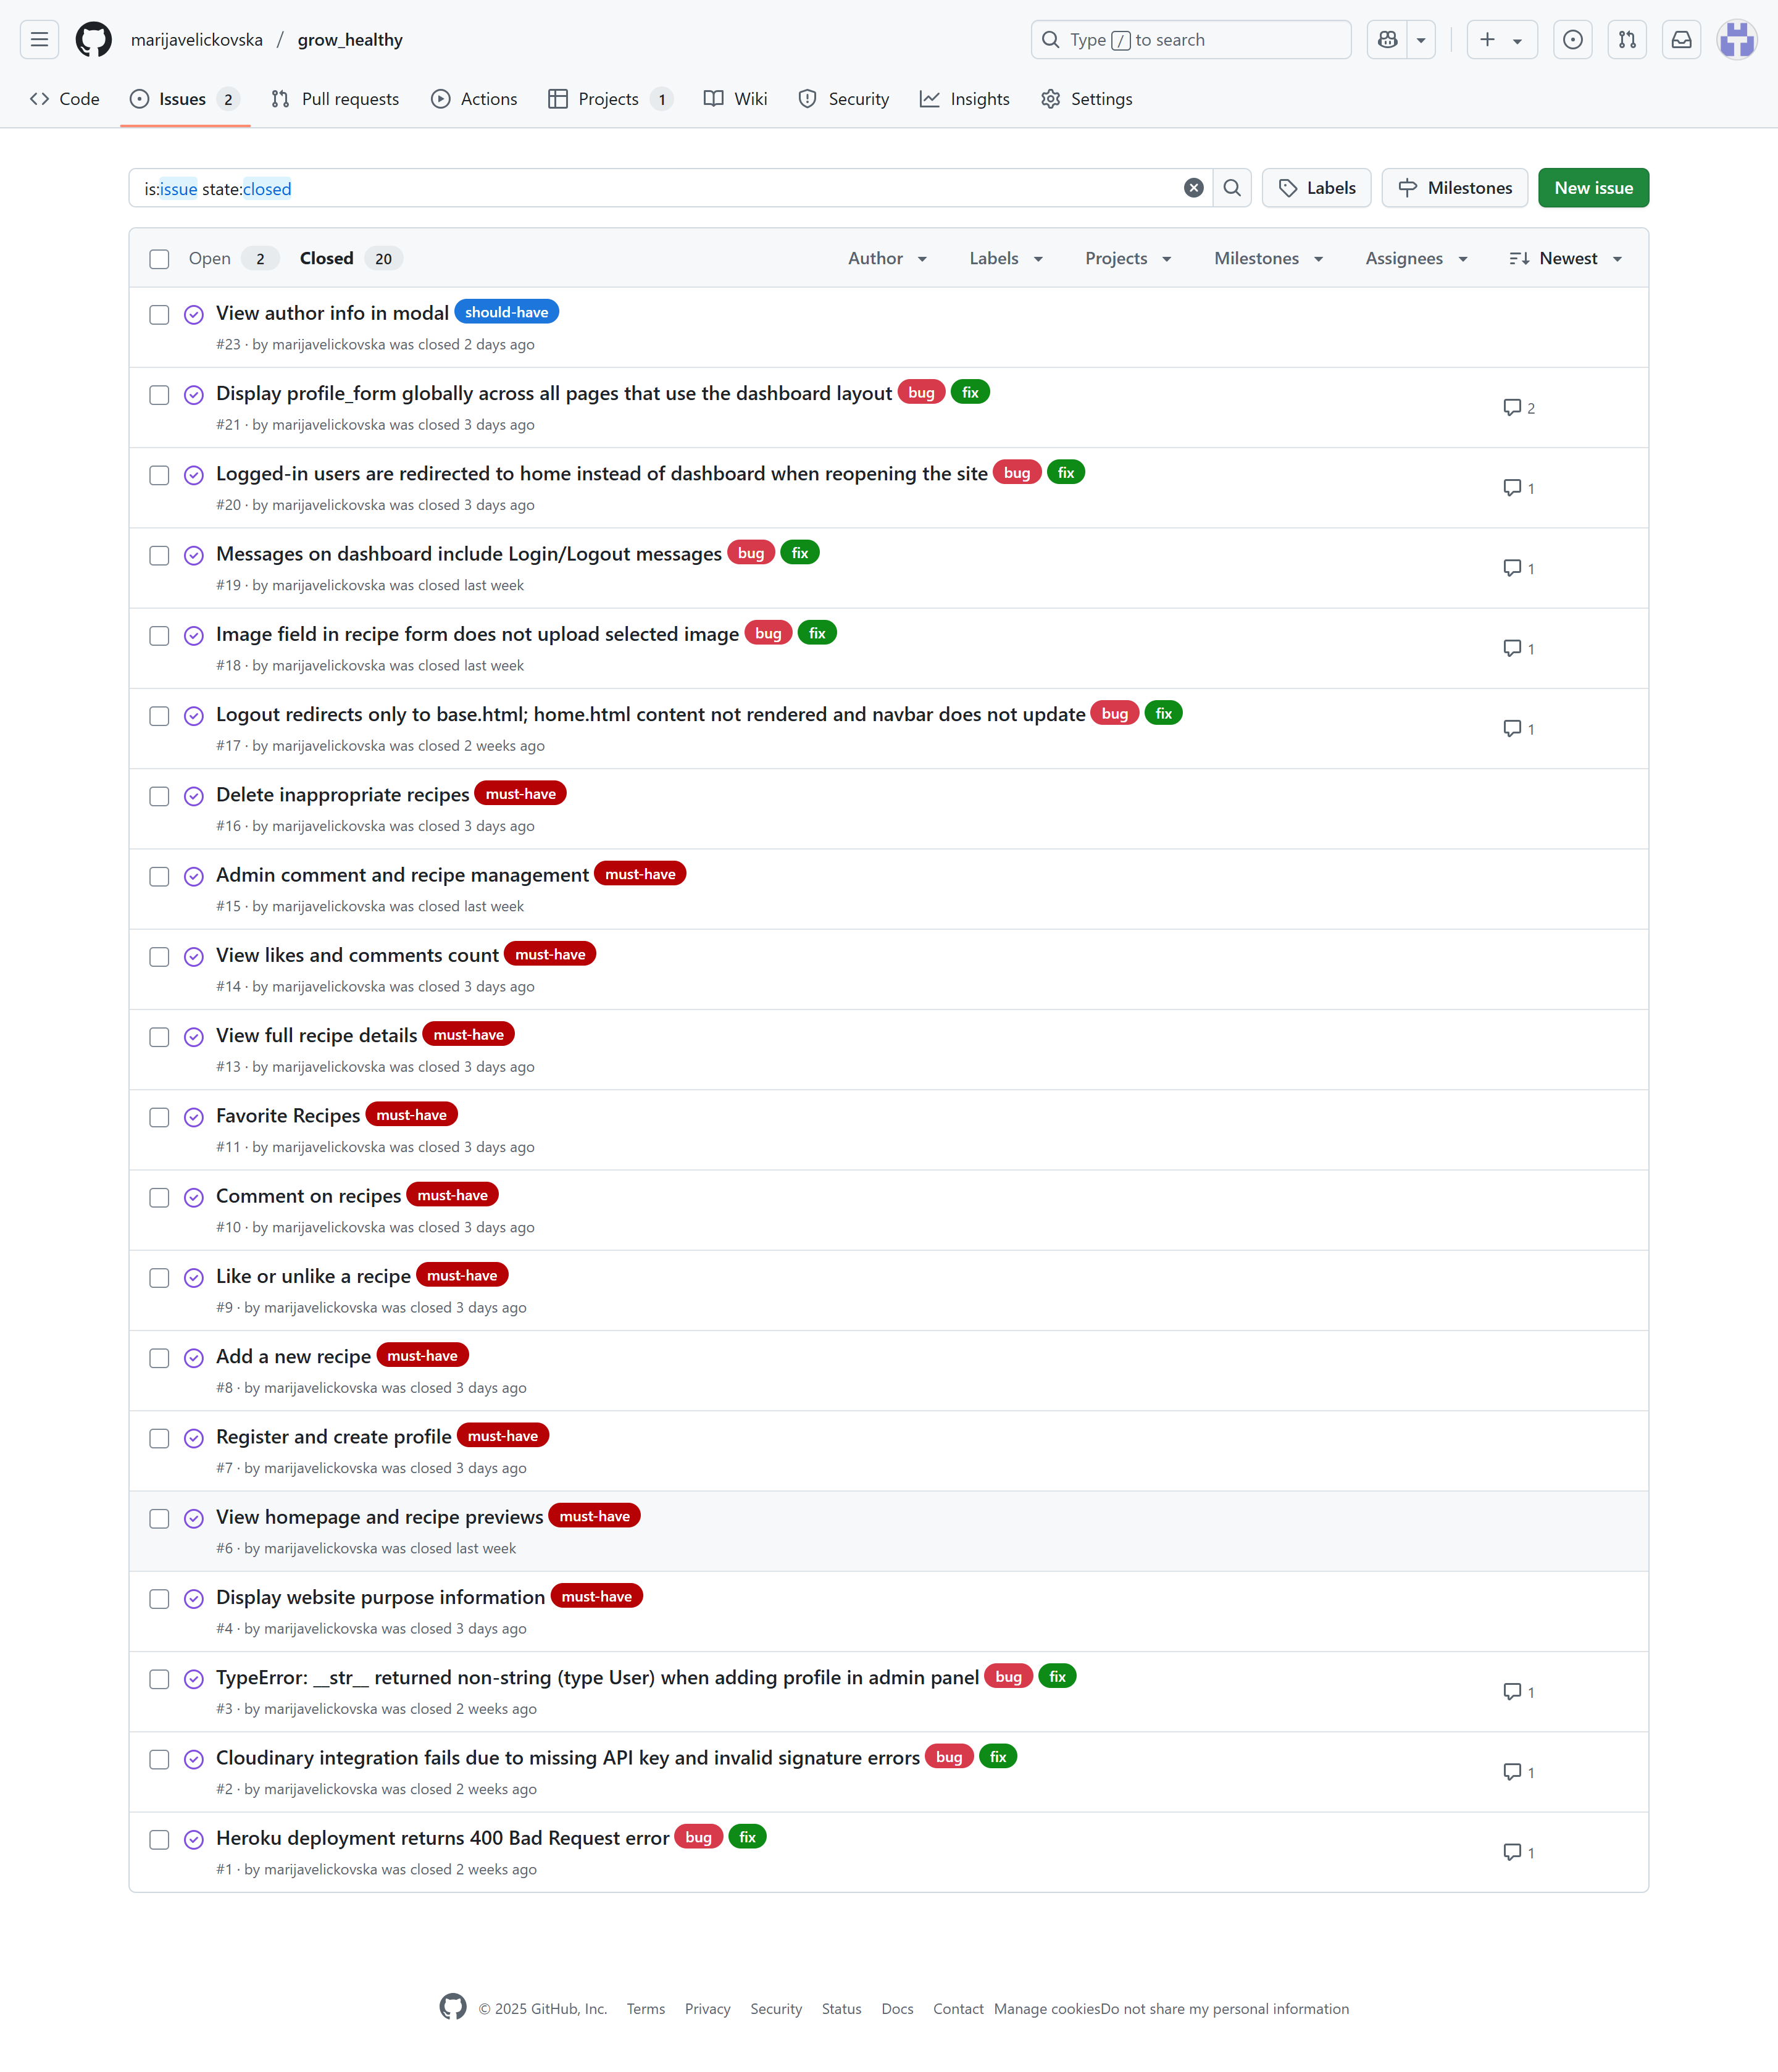 marijavelickovska / grow_healthy Type / to search
Code Issues 2 Pull requests Actions Projects 1 Wiki Security Insights Settings
is:issue state:closed Labels Milestones New issue
Open 2 Closed 20 Author Labels Projects Milestones Assignees Newest
View author info in modal should-have
#23 · by marijavelickovska was closed 2 days ago
Display profile_form globally across all pages that use the dashboard layout bug fix
2
#21 · by marijavelickovska was closed 3 days ago
Logged-in users are redirected to home instead of dashboard when reopening the site bug fix
1
#20 · by marijavelickovska was closed 3 days ago
Messages on dashboard include Login/Logout messages bug fix
1
#19 · by marijavelickovska was closed last week
Image field in recipe form does not upload selected image bug fix
1
#18 · by marijavelickovska was closed last week
Logout redirects only to base.html; home.html content not rendered and navbar does not update bug fix
1
#17 · by marijavelickovska was closed 2 weeks ago
Delete inappropriate recipes must-have
#16 · by marijavelickovska was closed 3 days ago
Admin comment and recipe management must-have
#15 · by marijavelickovska was closed last week
View likes and comments count must-have
#14 · by marijavelickovska was closed 3 days ago
View full recipe details must-have
#13 · by marijavelickovska was closed 3 days ago
Favorite Recipes must-have
#11 · by marijavelickovska was closed 3 days ago
Comment on recipes must-have
#10 · by marijavelickovska was closed 3 days ago
Like or unlike a recipe must-have
#9 · by marijavelickovska was closed 3 days ago
Add a new recipe must-have
#8 · by marijavelickovska was closed 3 days ago
Register and create profile must-have
#7 · by marijavelickovska was closed 3 days ago
View homepage and recipe previews must-have
#6 · by marijavelickovska was closed last week
Display website purpose information must-have
#4 · by marijavelickovska was closed 3 days ago
TypeError: __str__ returned non-string (type User) when adding profile in admin panel bug fix
1
#3 · by marijavelickovska was closed 2 weeks ago
Cloudinary integration fails due to missing API key and invalid signature errors bug fix
1
#2 · by marijavelickovska was closed 2 weeks ago
Heroku deployment returns 400 Bad Request error bug fix
1
#1 · by marijavelickovska was closed 2 weeks ago
© 2025 GitHub, Inc. Terms Privacy Security Status Docs Contact Manage cookiesDo not share my personal information